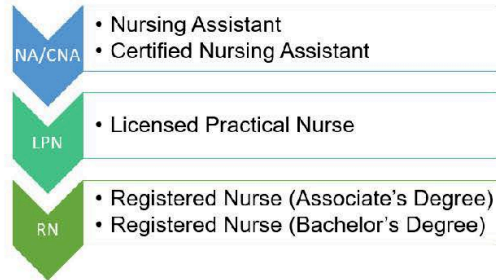 NA/CNA
• Nursing Assistant
• Certified Nursing Assistant
LPN
• Licensed Practical Nurse
RN
• Registered Nurse (Associate's Degree)
• Registered Nurse (Bachelor's Degree)